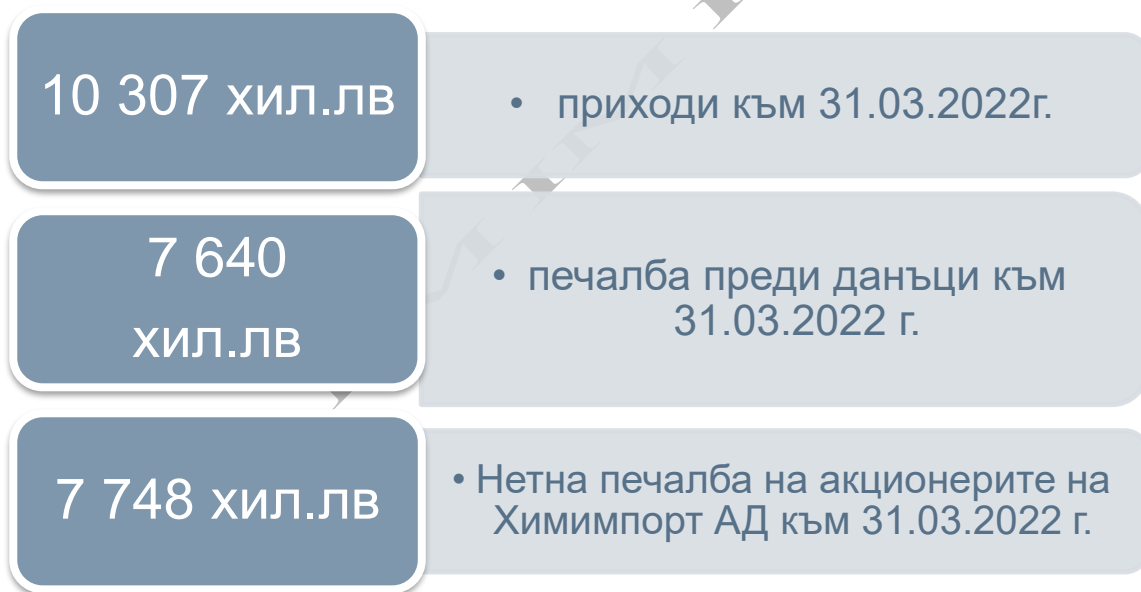 10 307 хил.лв
• приходи към 31.03.2022г.
7 640
хил.лв
• печалба преди данъци към
31.03.2022 г.
7 748 хил.лв
• Нетна печалба на акционерите на
Химимпорт АД към 31.03.2022 г.